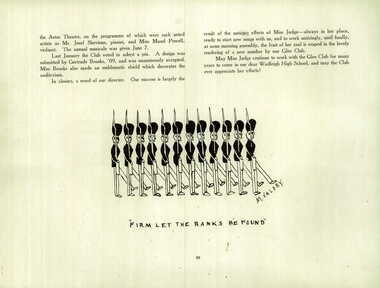 the Astor Theatre, on the programme of which were such noted
artists as Mr. Josef Stevinus, pianist, and Miss Maud Powell,
violinist. The annual musicale was given June 7.
Last January the Club voted to adopt a pin. A design was
submitted by Gertrude Brooks, '09, and was unanimously accepted.
Miss Brooks also made an emblematic shield which decorates the
auditorium.
In closing, a word of our director. Our success is largely the
result of the untiring efforts of Miss Judge—always in her place,
ready to start new songs with us, and to work untiringly, until finally,
at some morning assembly, the fruit of her zeal is reaped in the lovely
rendering of a new number by our Glee Club.
May Miss Judge continue to work with the Glee Club for many
years to come in our dear Wadleigh High School, and may the Club
ever appreciate her efforts!
"FIRM LET THE RANKS BE FOUND"